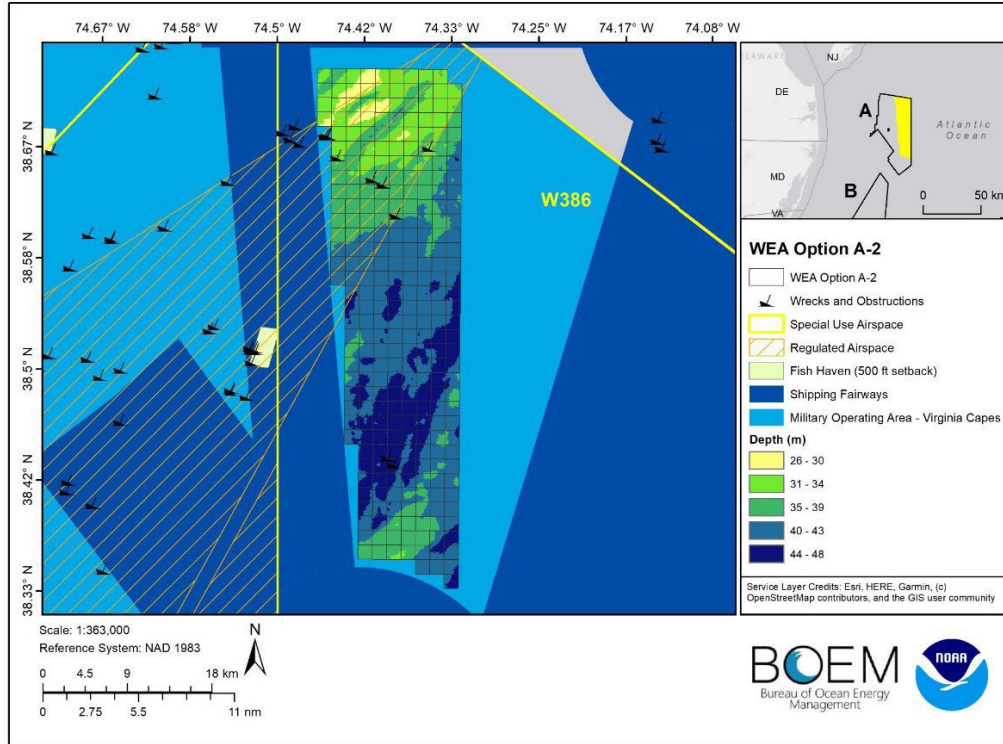 74.67° W 74.58° W 74.5° W 74.42° W 74.33° W 74.25° W 74.17° W 74.08° W
38.67° N
38.58° N
38.5° N
38.42° N
38.33° N
W386
DELAWARE
NJ
DE
A
Atlantic
Ocean
MD
B
VA
0 50 km
WEA Option A-2
WEA Option A-2
Wrecks and Obstructions
Special Use Airspace
Regulated Airspace
Fish Haven (500 ft setback)
Shipping Fairways
Military Operating Area - Virginia Capes
Depth (m)
26 - 30
31 - 34
35 - 39
40 - 43
44 - 48
Service Layer Credits: Esri, HERE, Garmin, (c)
OpenStreetMap contributors, and the GIS user community
Scale: 1:363,000
Reference System: NAD 1983
N
0 4.5 9 18 km
0 2.75 5.5 11 nm
BOEM
Bureau of Ocean Energy
Management
NOAA